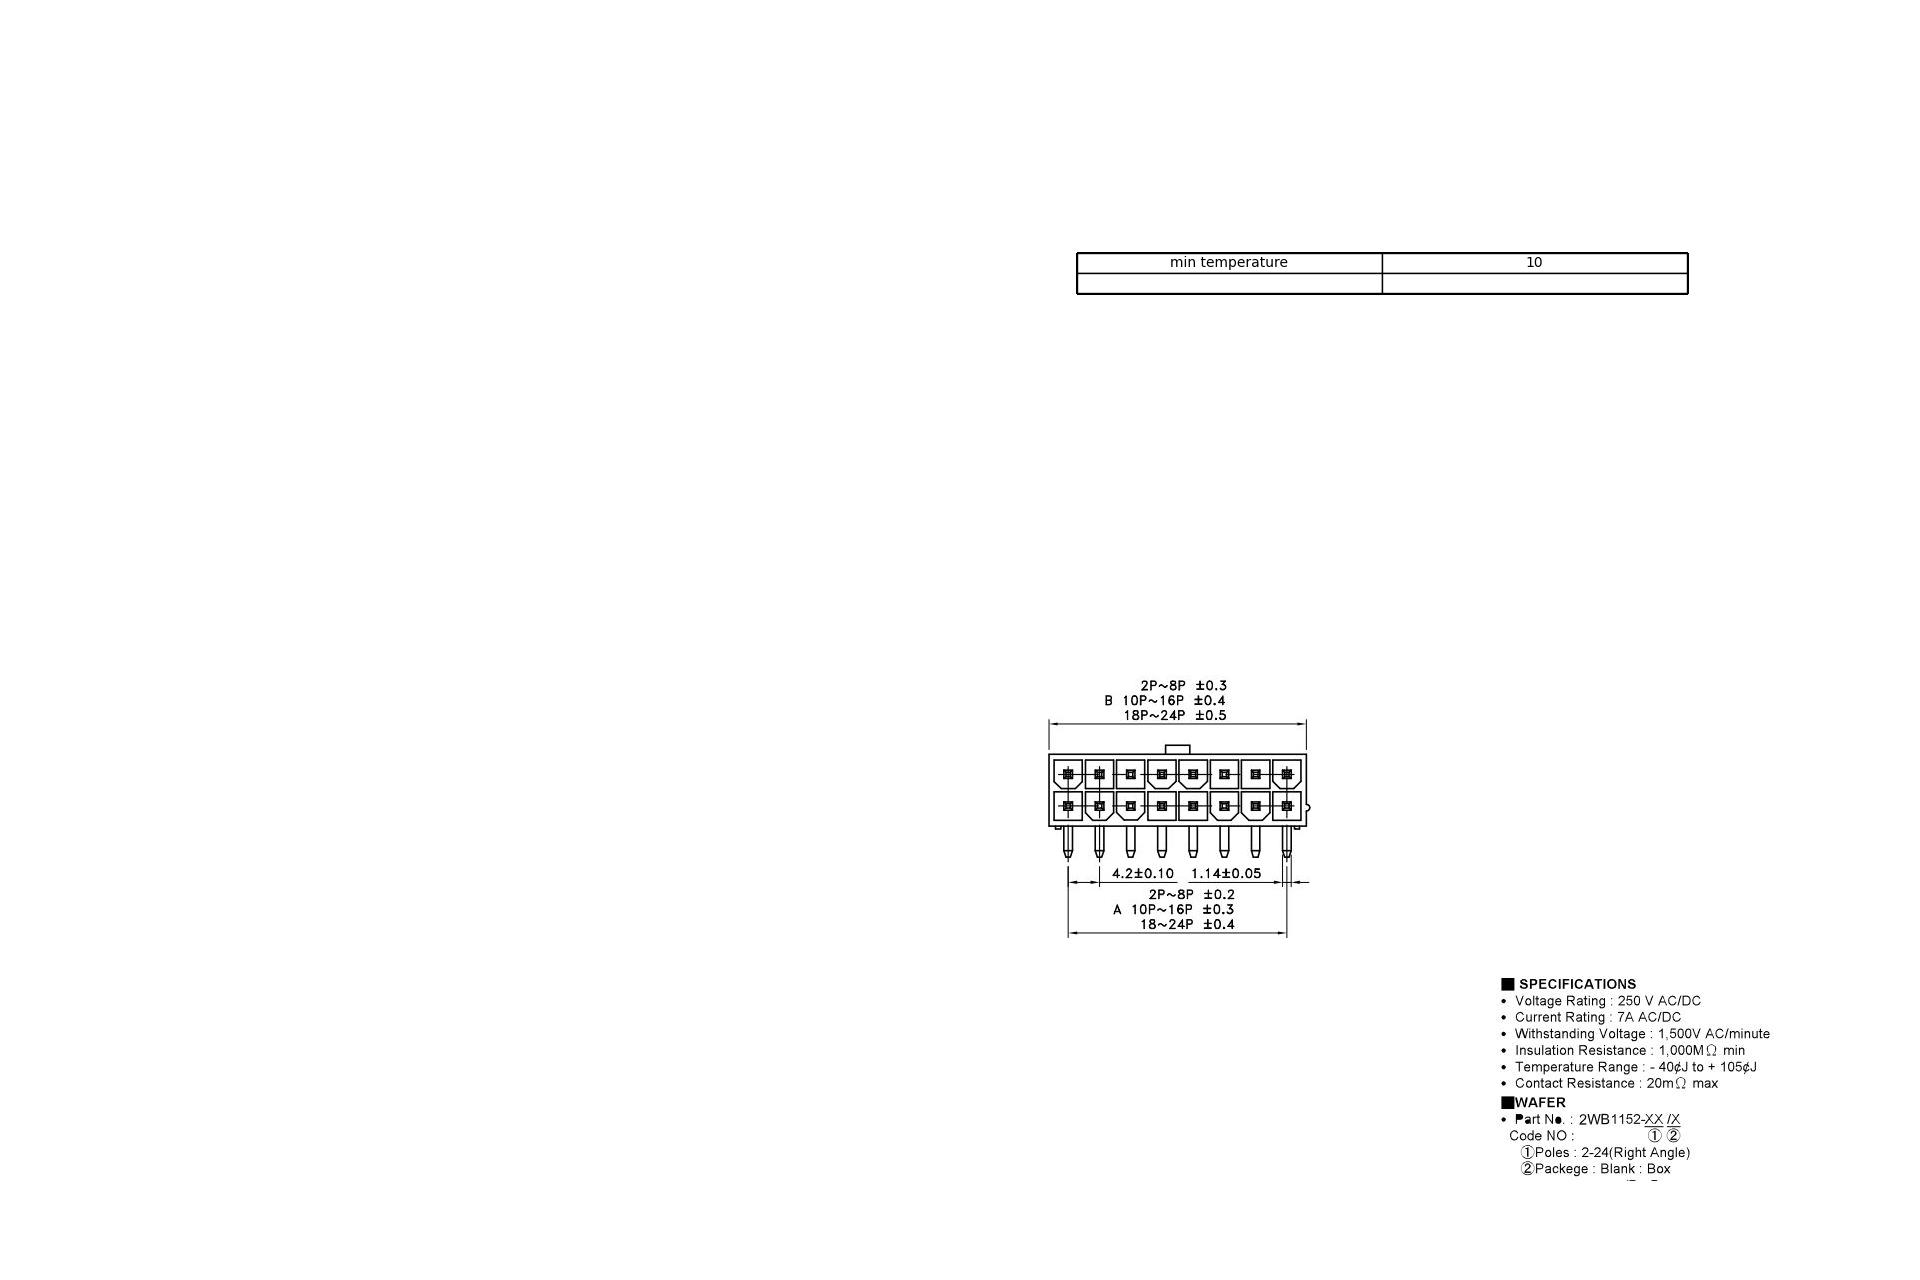 min temperature 10
2P~8P ±0.3
B 10P~16P ±0.4
18P~24P ±0.5
4.2±0.10 1.14±0.05
2P~8P ±0.2
A 10P~16P ±0.3
18~24P ±0.4
■ SPECIFICATIONS
• Voltage Rating : 250 V AC/DC
• Current Rating : 7A AC/DC
• Withstanding Voltage : 1,500V AC/minute
• Insulation Resistance : 1,000MΩ min
• Temperature Range : - 40¢J to + 105¢J
• Contact Resistance : 20mΩ max
■WAFER
• Part No. : 2WB1152-XX /X
Code NO : ① ②
①Poles : 2-24(Right Angle)
②Packege : Blank : Box